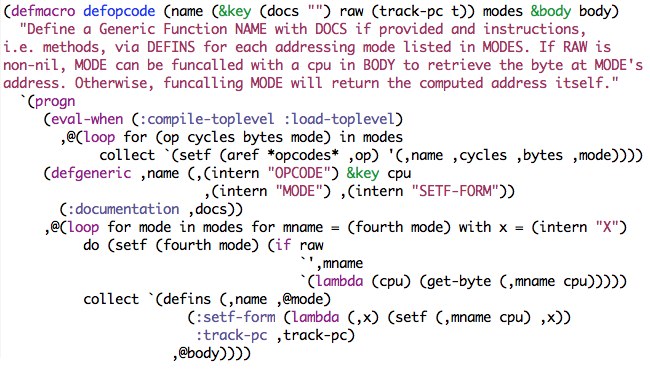 (defmacro defopcode (name (&key (docs "") raw (track-pc t)) modes &body body)
  "Define a Generic Function NAME with DOCS if provided and instructions,
i.e. methods, via DEFINS for each addressing mode listed in MODES. If RAW is
non-nil, MODE can be funcalled with a cpu in BODY to retrieve the byte at MODE's
address. Otherwise, funcalling MODE will return the computed address itself."
  `(progn
     (eval-when (:compile-toplevel :load-toplevel)
       ,@(loop for (op cycles bytes mode) in modes
            collect `(setf (aref *opcodes* ,op) '(,name ,cycles ,bytes ,mode))))
     (defgeneric ,name (,(intern "OPCODE") &key cpu
                         ,(intern "MODE") ,(intern "SETF-FORM"))
       (:documentation ,docs))
     ,@(loop for mode in modes for mname = (fourth mode) with x = (intern "X")
          do (setf (fourth mode) (if raw
                                     `',mname
                                     `(lambda (cpu) (get-byte (,mname cpu)))))
          collect `(defins (,name ,@mode)
                       (:setf-form (lambda (,x) (setf (,mname cpu) ,x))
                        :track-pc ,track-pc)
                     ,@body))))